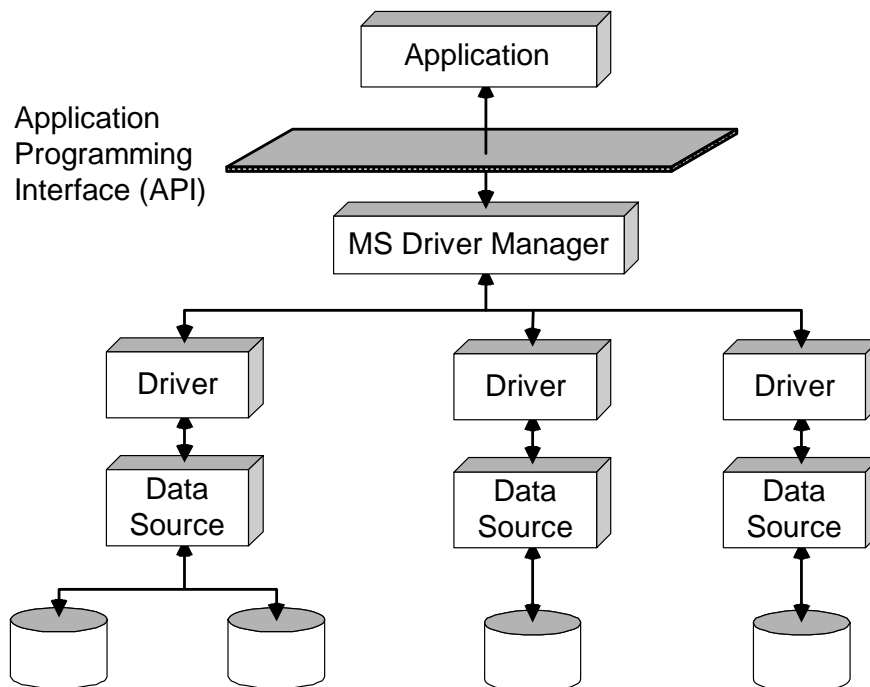 Application
Application
Programming
Interface (API)
MS Driver Manager
Driver
Driver
Driver
Data
Source
Data
Source
Data
Source